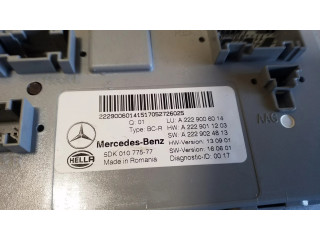 22290060141517052726025
Q: 01 LU: A 222 900 60 14
Type: BC-R HW: A 222 901 12 03
SW: A 222 902 48 13
Mercedes-Benz HW-Version: 13 09 01
5DK 010 775-77 SW-Version: 16 06 01
HELLA Made in Romania Diagnostic-ID: 00 17